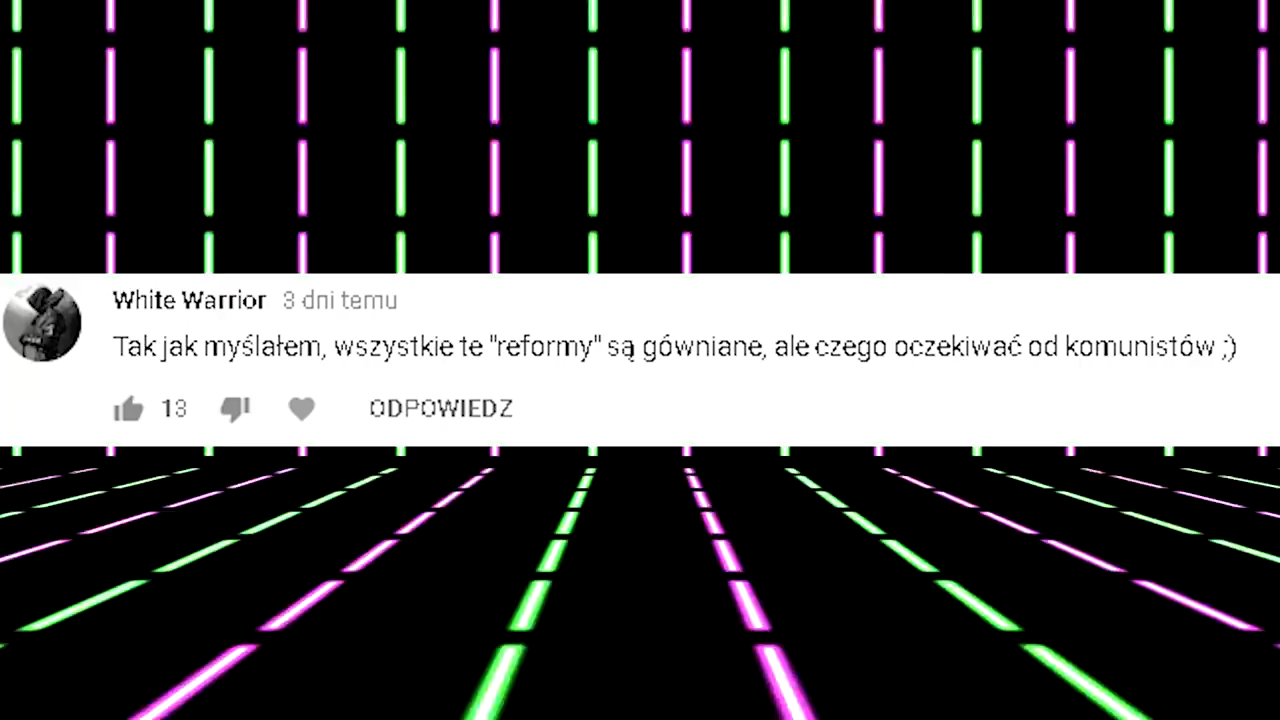 White Warrior 3 dni temu
Tak jak myślałem, wszystkie te "reformy" są gówniane, ale czego oczekiwać od komunistów ;)
13 ODPOWIEDZ